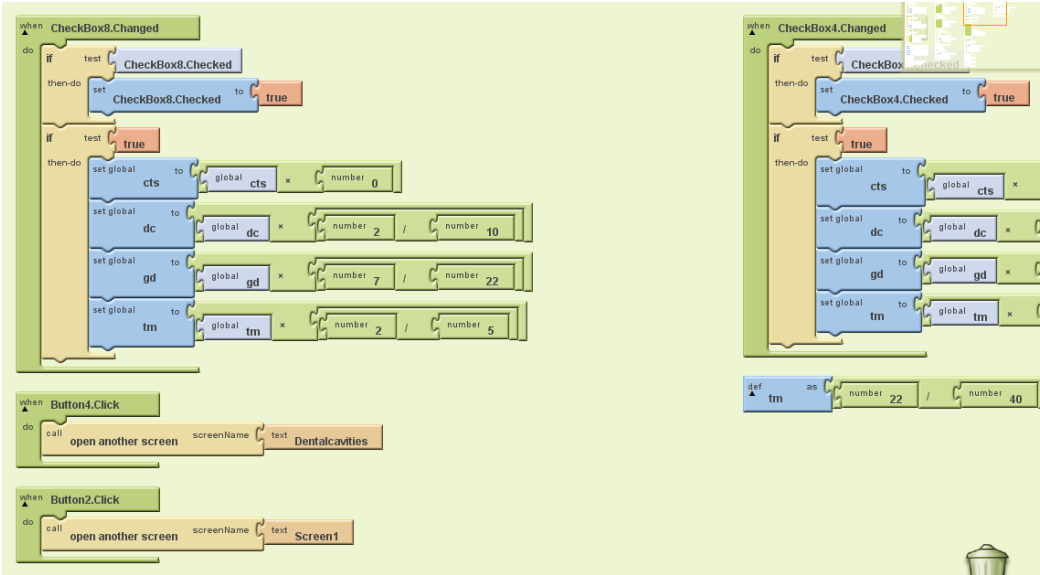 when CheckBox8.Changed
do if test CheckBox8.Checked
then-do set CheckBox8.Checked to true
if test true
then-do set global cts to global cts × number 0
set global dc to global dc × number 2 / number 10
set global gd to global gd × number 7 / number 22
set global tm to global tm × number 2 / number 5
when Button4.Click
do call open another screen screenName text Dentalcavities
when Button2.Click
do call open another screen screenName text Screen1
when CheckBox4.Changed
do if test CheckBox
then-do set CheckBox4.Checked to true
if test true
then-do set global cts to global cts ×
set global dc to global dc ×
set global gd to global gd ×
set global tm to global tm ×
def tm as number 22 / number 40